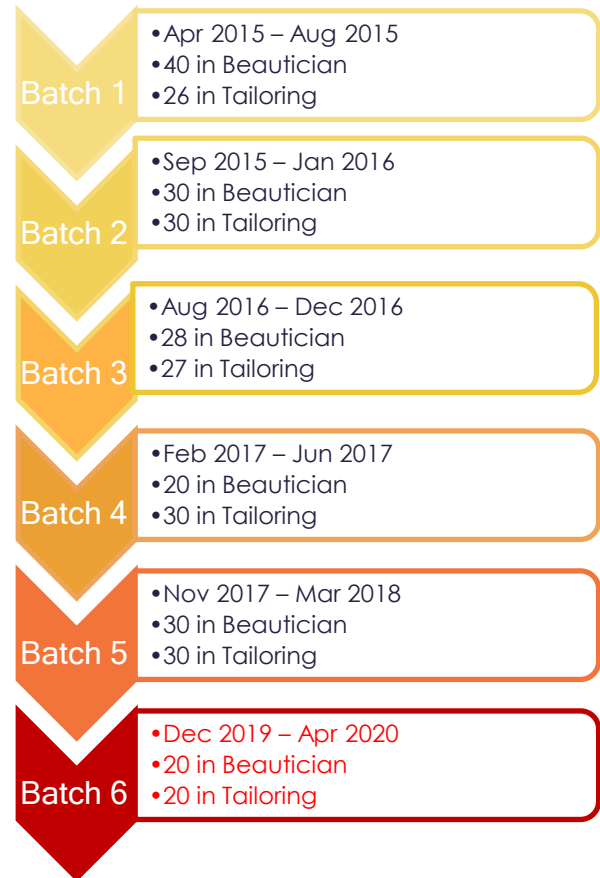 Batch 1
•Apr 2015 – Aug 2015
•40 in Beautician
•26 in Tailoring
Batch 2
•Sep 2015 – Jan 2016
•30 in Beautician
•30 in Tailoring
Batch 3
•Aug 2016 – Dec 2016
•28 in Beautician
•27 in Tailoring
Batch 4
•Feb 2017 – Jun 2017
•20 in Beautician
•30 in Tailoring
Batch 5
•Nov 2017 – Mar 2018
•30 in Beautician
•30 in Tailoring
Batch 6
•Dec 2019 – Apr 2020
•20 in Beautician
•20 in Tailoring